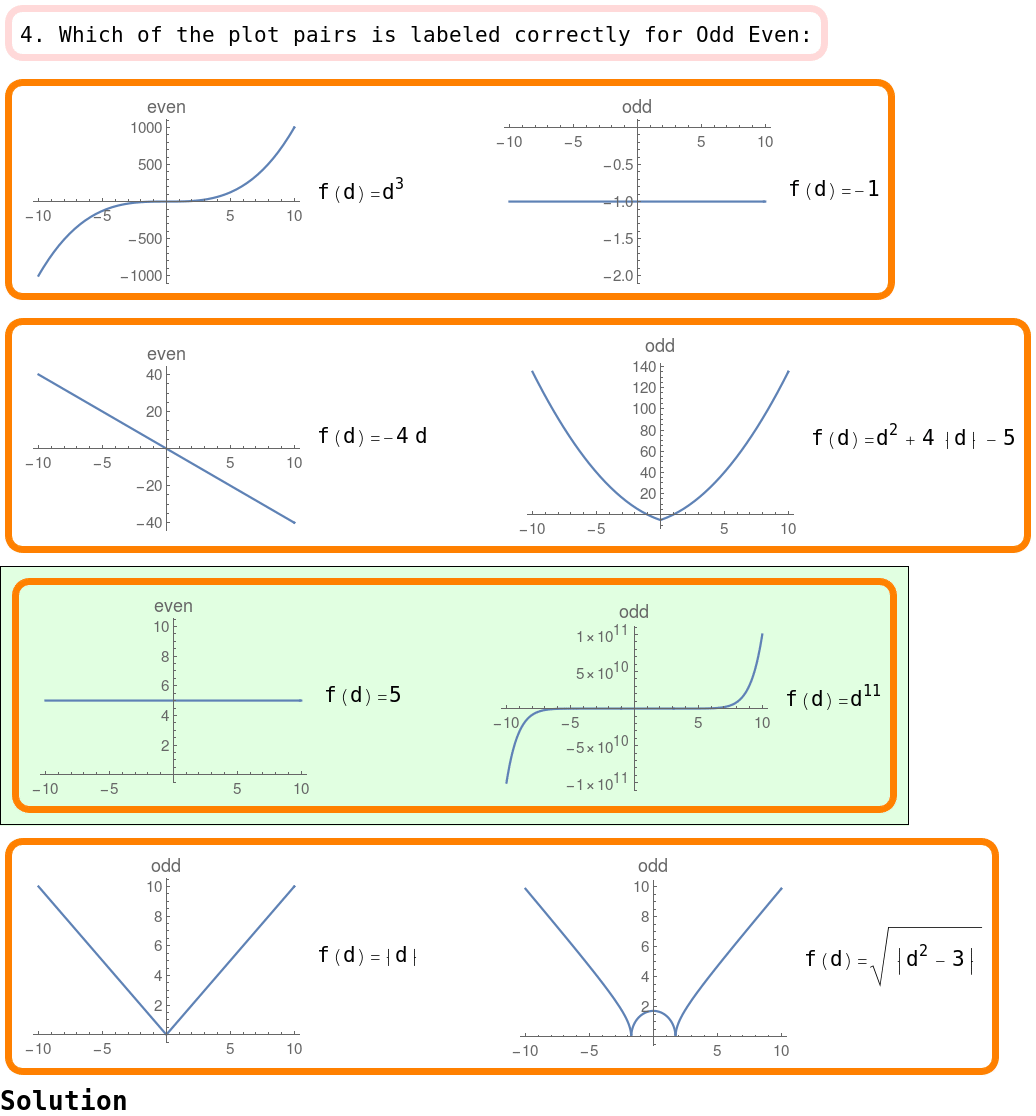 4. Which of the plot pairs is labeled correctly for Odd Even:
even
1000
500
-10 -5 5 10
-500
-1000
f(d)=d³
odd
-10 -5 5 10
-0.5
-1.0
-1.5
-2.0
f(d)=-1
even
40
20
-10 -5 5 10
-20
-40
f(d)=-4 d
odd
140
120
100
80
60
40
20
-10 -5 5 10
f(d)=d² + 4 |d| - 5
even
10
8
6
4
2
-10 -5 5 10
f(d)=5
odd
1×10¹¹
5×10¹⁰
-10 -5 5 10
-5×10¹⁰
-1×10¹¹
f(d)=d¹¹
odd
10
8
6
4
2
-10 -5 5 10
f(d)=|d|
odd
10
8
6
4
2
-10 -5 5 10
f(d)=√|d² - 3|
Solution